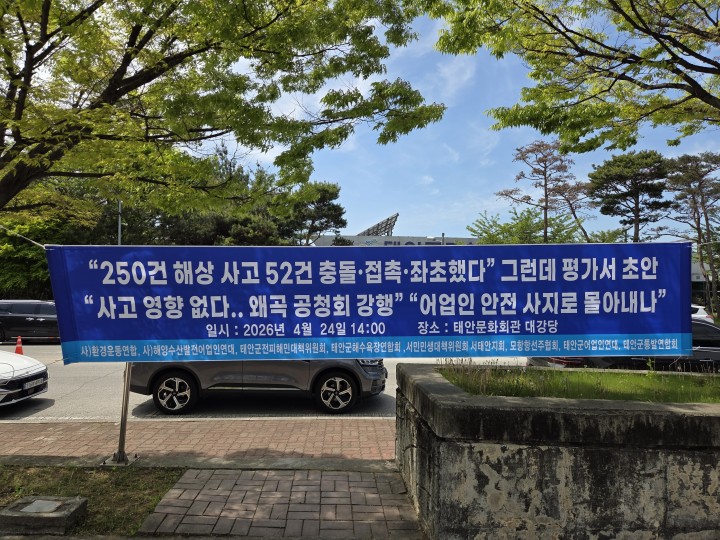 “250건 해상 사고 52건 충돌·접촉·좌초했다” 그런데 평가서 초안
“사고 영향 없다.. 왜곡 공청회 강행” “어업인 안전 사지로 몰아내나”
일시 : 2026년 4월 24일 14:00 장소 : 태안문화회관 대강당
사)환경운동연합, 사)해양수산발전어업인연대, 태안군전피해민대책위원회, 태안군해수욕장연합회, 서민민생대책위원회 서태안지회, 모항항선주협회, 태안군어업인연대, 태안군통발연합회